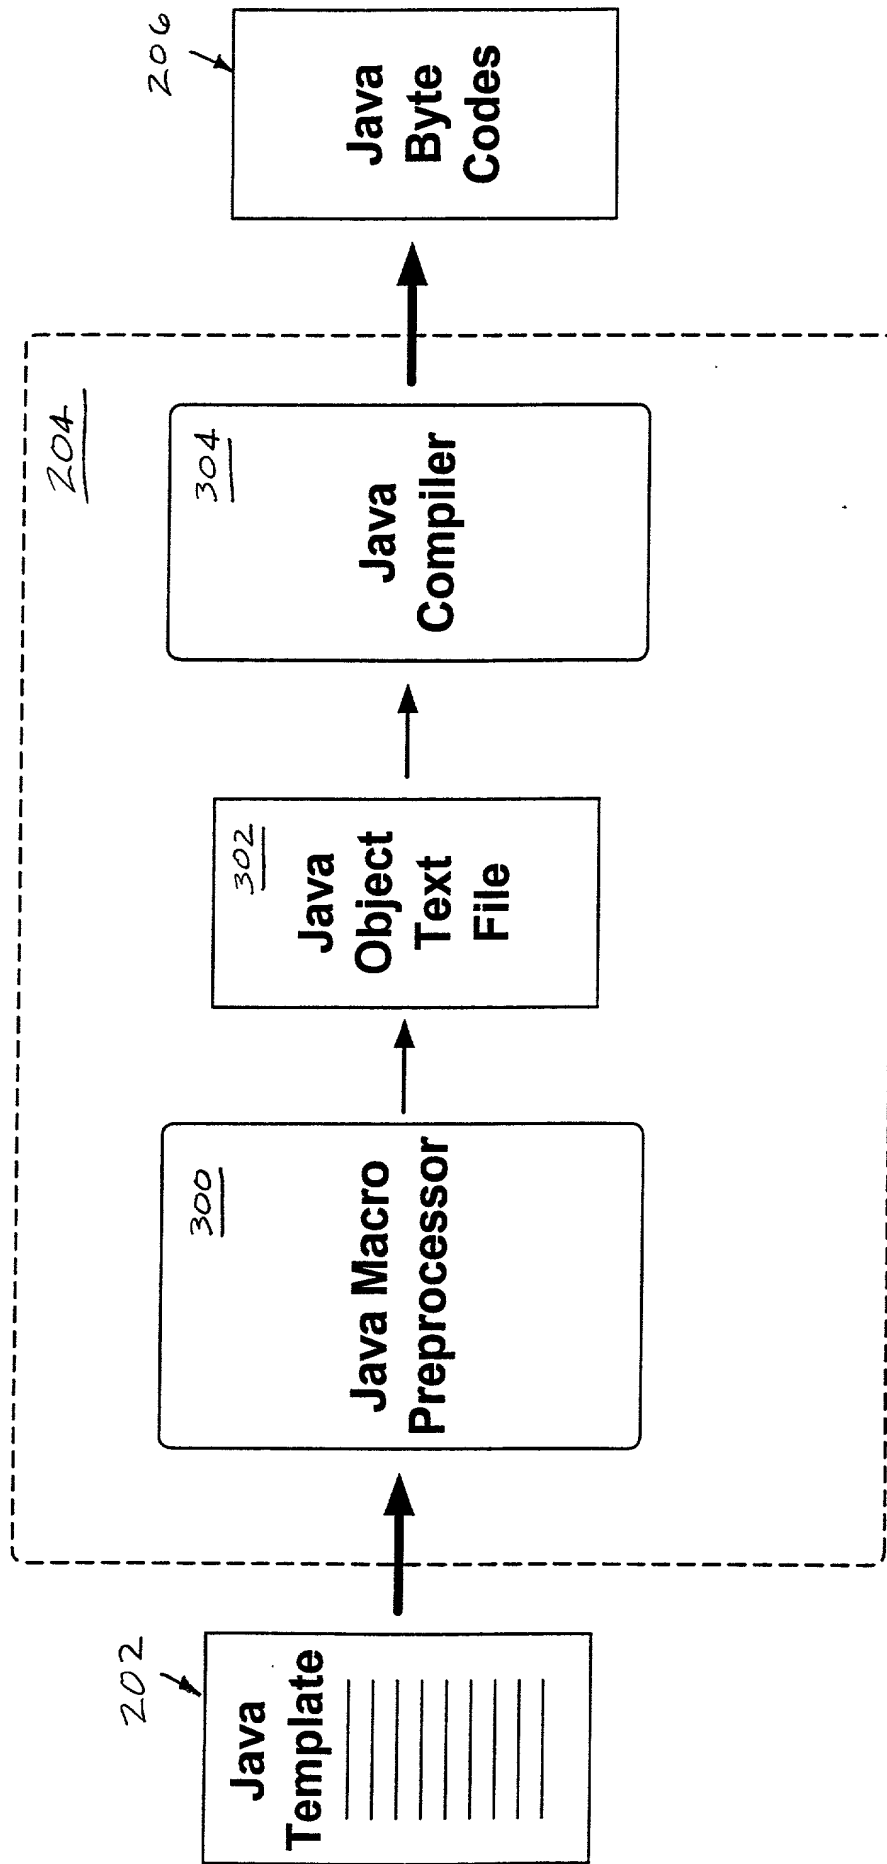 202
Java
Template
204
300
Java Macro
Preprocessor
302
Java
Object
Text
File
304
Java
Compiler
206
Java
Byte
Codes